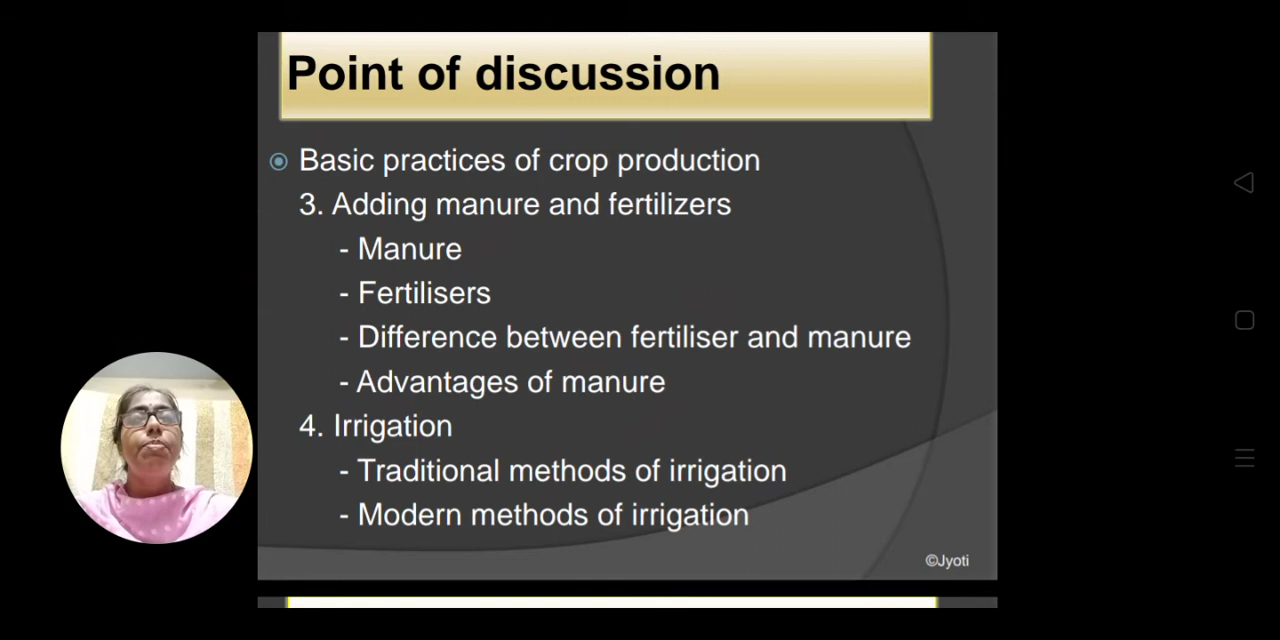 Point of discussion
Basic practices of crop production
3. Adding manure and fertilizers
- Manure
- Fertilisers
- Difference between fertiliser and manure
- Advantages of manure
4. Irrigation
- Traditional methods of irrigation
- Modern methods of irrigation
©Jyoti